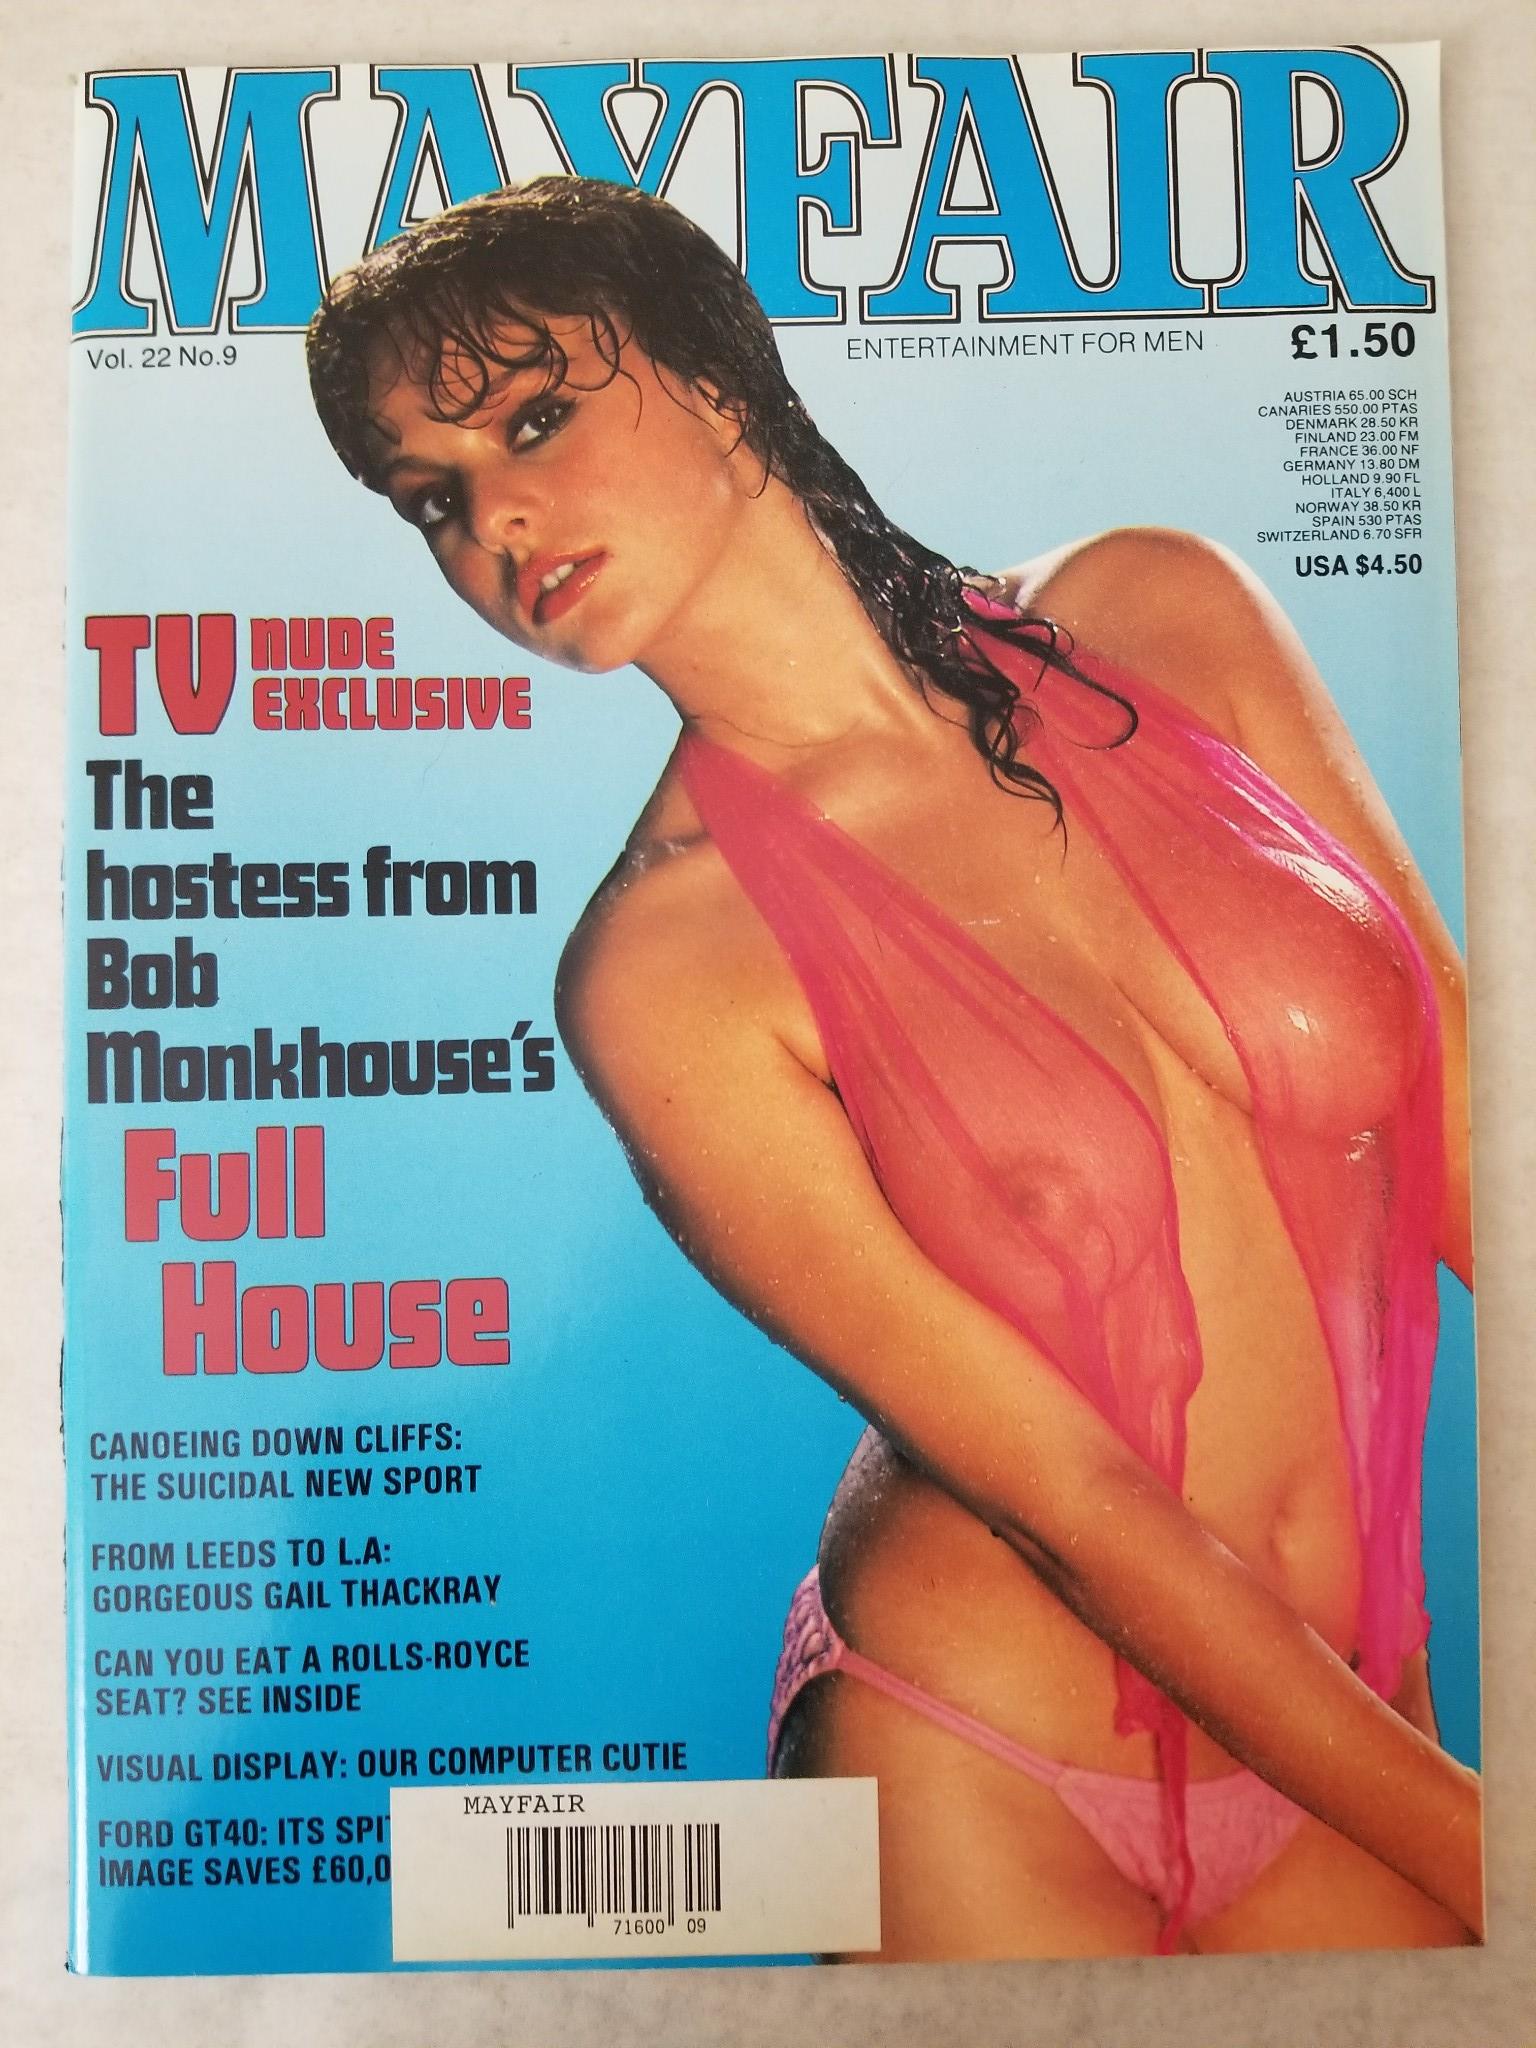 MAYFAIR
Vol. 22 No.9
ENTERTAINMENT FOR MEN
£1.50
AUSTRIA 65.00 SCH
CANARIES 550.00 PTAS
DENMARK 28.50 KR
FINLAND 23.00 FM
FRANCE 36.00 NF
GERMANY 13.80 DM
HOLLAND 9.90 FL
ITALY 6,400 L
NORWAY 38.50 KR
SPAIN 530 PTAS
SWITZERLAND 6.70 SFR
USA $4.50
TV NUDE
EXCLUSIVE
The
hostess from
Bob
Monkhouse's
Full
House
CANOEING DOWN CLIFFS:
THE SUICIDAL NEW SPORT
FROM LEEDS TO L.A:
GORGEOUS GAIL THACKRAY
CAN YOU EAT A ROLLS-ROYCE
SEAT? SEE INSIDE
VISUAL DISPLAY: OUR COMPUTER CUTIE
FORD GT40: ITS SPI
IMAGE SAVES £60,0
MAYFAIR
71600 09